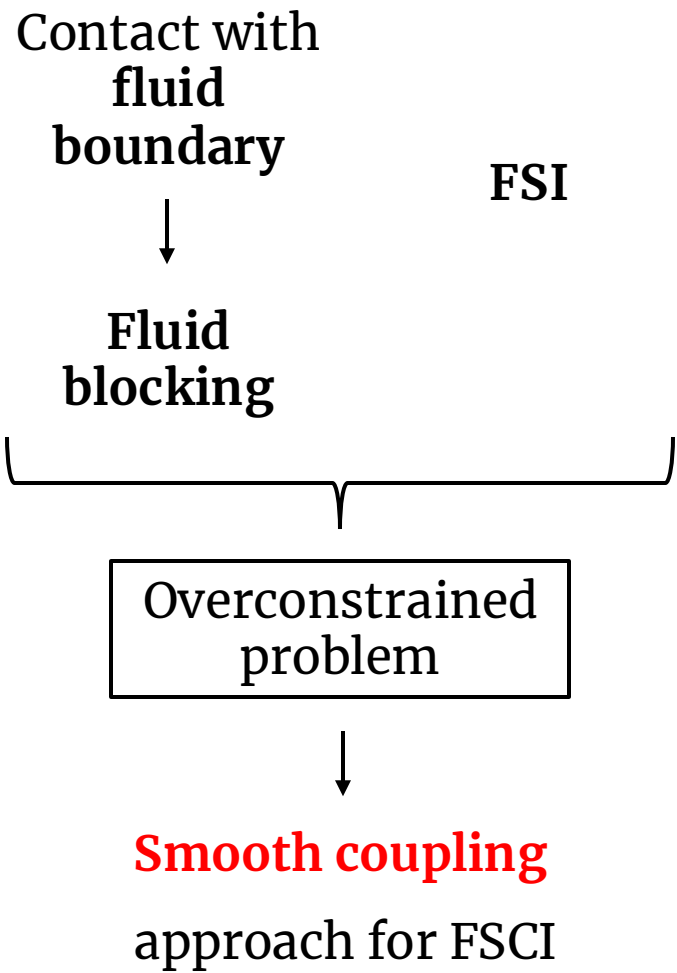 Contact with
fluid
boundary
FSI
Fluid
blocking
Overconstrained
problem
Smooth coupling
approach for FSCI